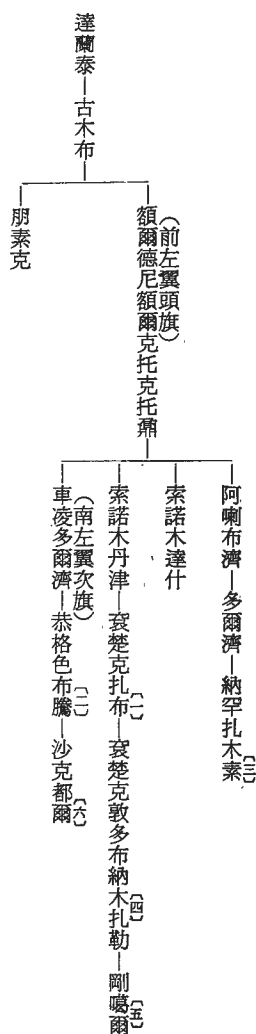 達蘭泰—古木布
(前左翼頭旗)
額爾德尼額爾克托克托鼐
阿喇布濟—多爾濟—納罕扎木素〔三〕
索諾木達什
索諾木丹津—袞楚克扎布〔一〕—袞楚克敦多布納木扎勒〔四〕—剛噶爾〔五〕
(南左翼次旗)
車凌多爾濟—恭格色布騰〔二〕—沙克都爾〔六〕
朋素克